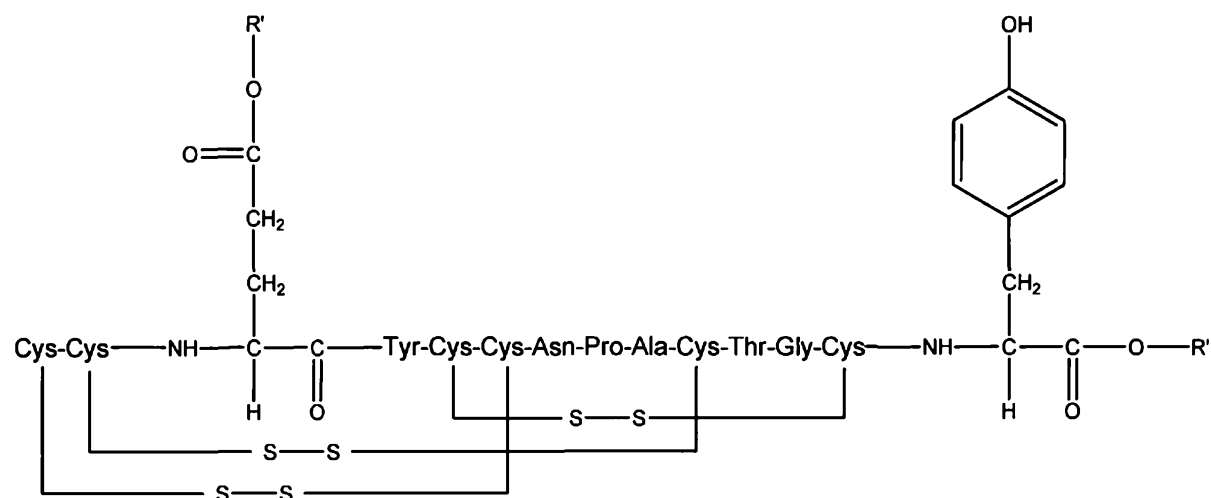 R' OH
O
O C
CH₂
CH₂ CH₂
Cys-Cys NH C C Tyr-Cys-Cys-Asn-Pro-Ala-Cys-Thr-Gly-Cys NH C C O R'
H O S S H O
S S
S S